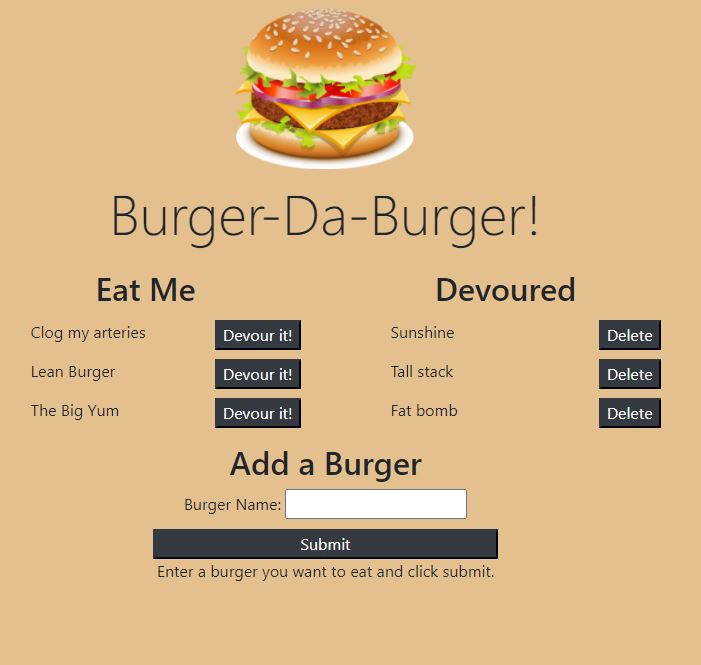 Burger-Da-Burger!
Eat Me
Clog my arteries Devour it!
Lean Burger Devour it!
The Big Yum Devour it!
Devoured
Sunshine Delete
Tall stack Delete
Fat bomb Delete
Add a Burger
Burger Name:
Submit
Enter a burger you want to eat and click submit.